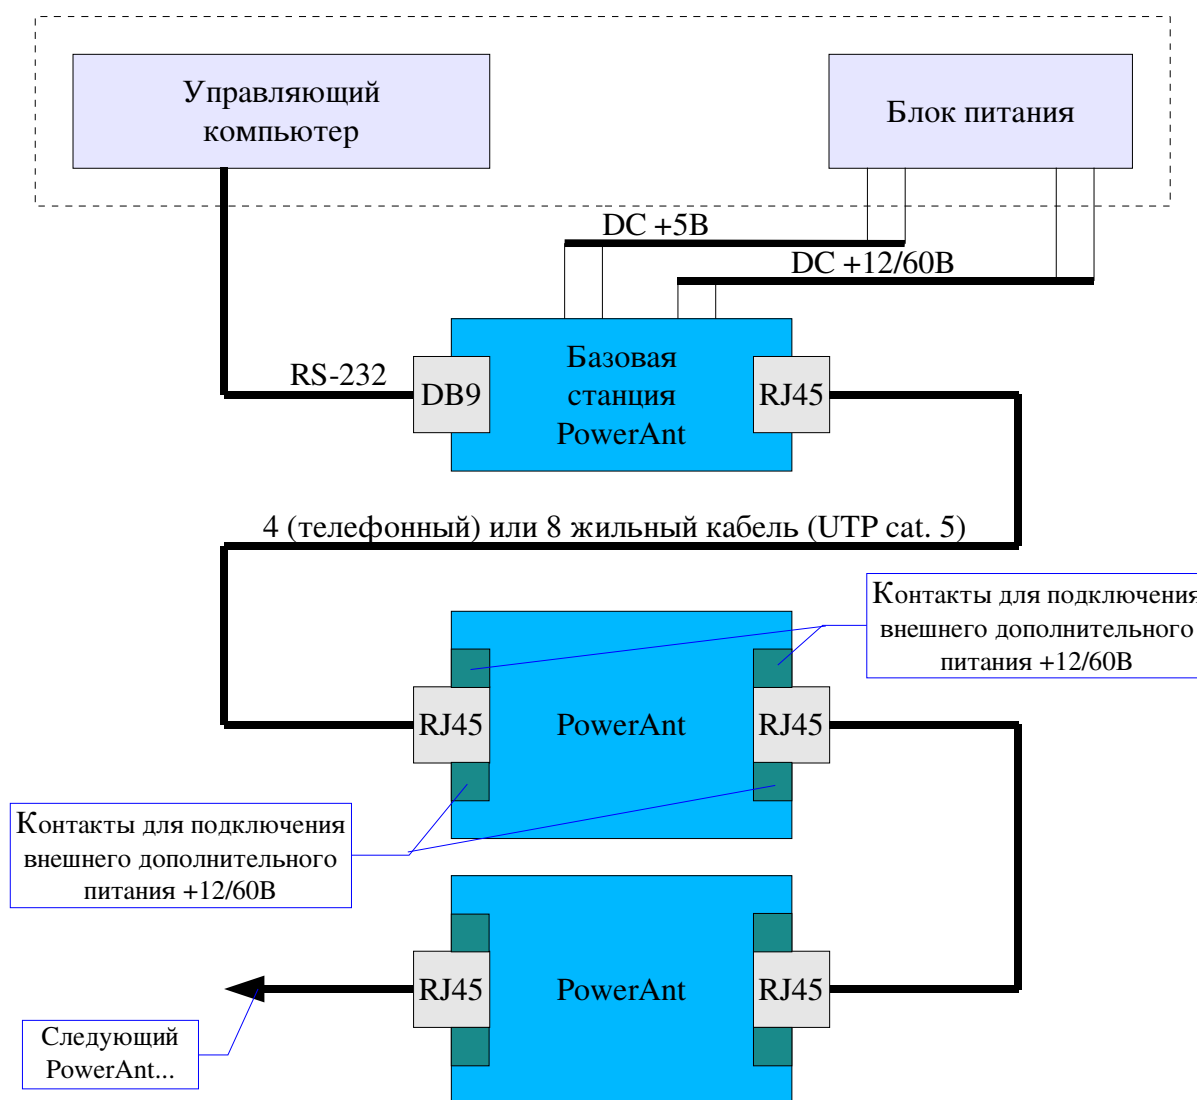 Управляющий
компьютер
Блок питания
DC +5В
DC +12/60В
Базовая
станция
PowerAnt
RS-232
DB9
RJ45
4 (телефонный) или 8 жильный кабель (UTP cat. 5)
Контакты для подключения
внешнего дополнительного
питания +12/60В
RJ45
PowerAnt
RJ45
Контакты для подключения
внешнего дополнительного
питания +12/60В
RJ45
PowerAnt
RJ45
Следующий
PowerAnt...